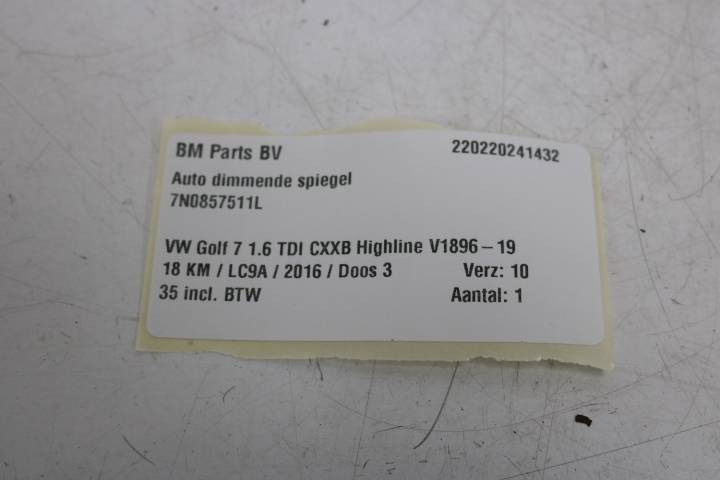 BM Parts BV 220220241432
Auto dimmende spiegel
7N0857511L
VW Golf 7 1.6 TDI CXXB Highline V1896 – 19
18 KM / LC9A / 2016 / Doos 3 Verz: 10
35 incl. BTW Aantal: 1